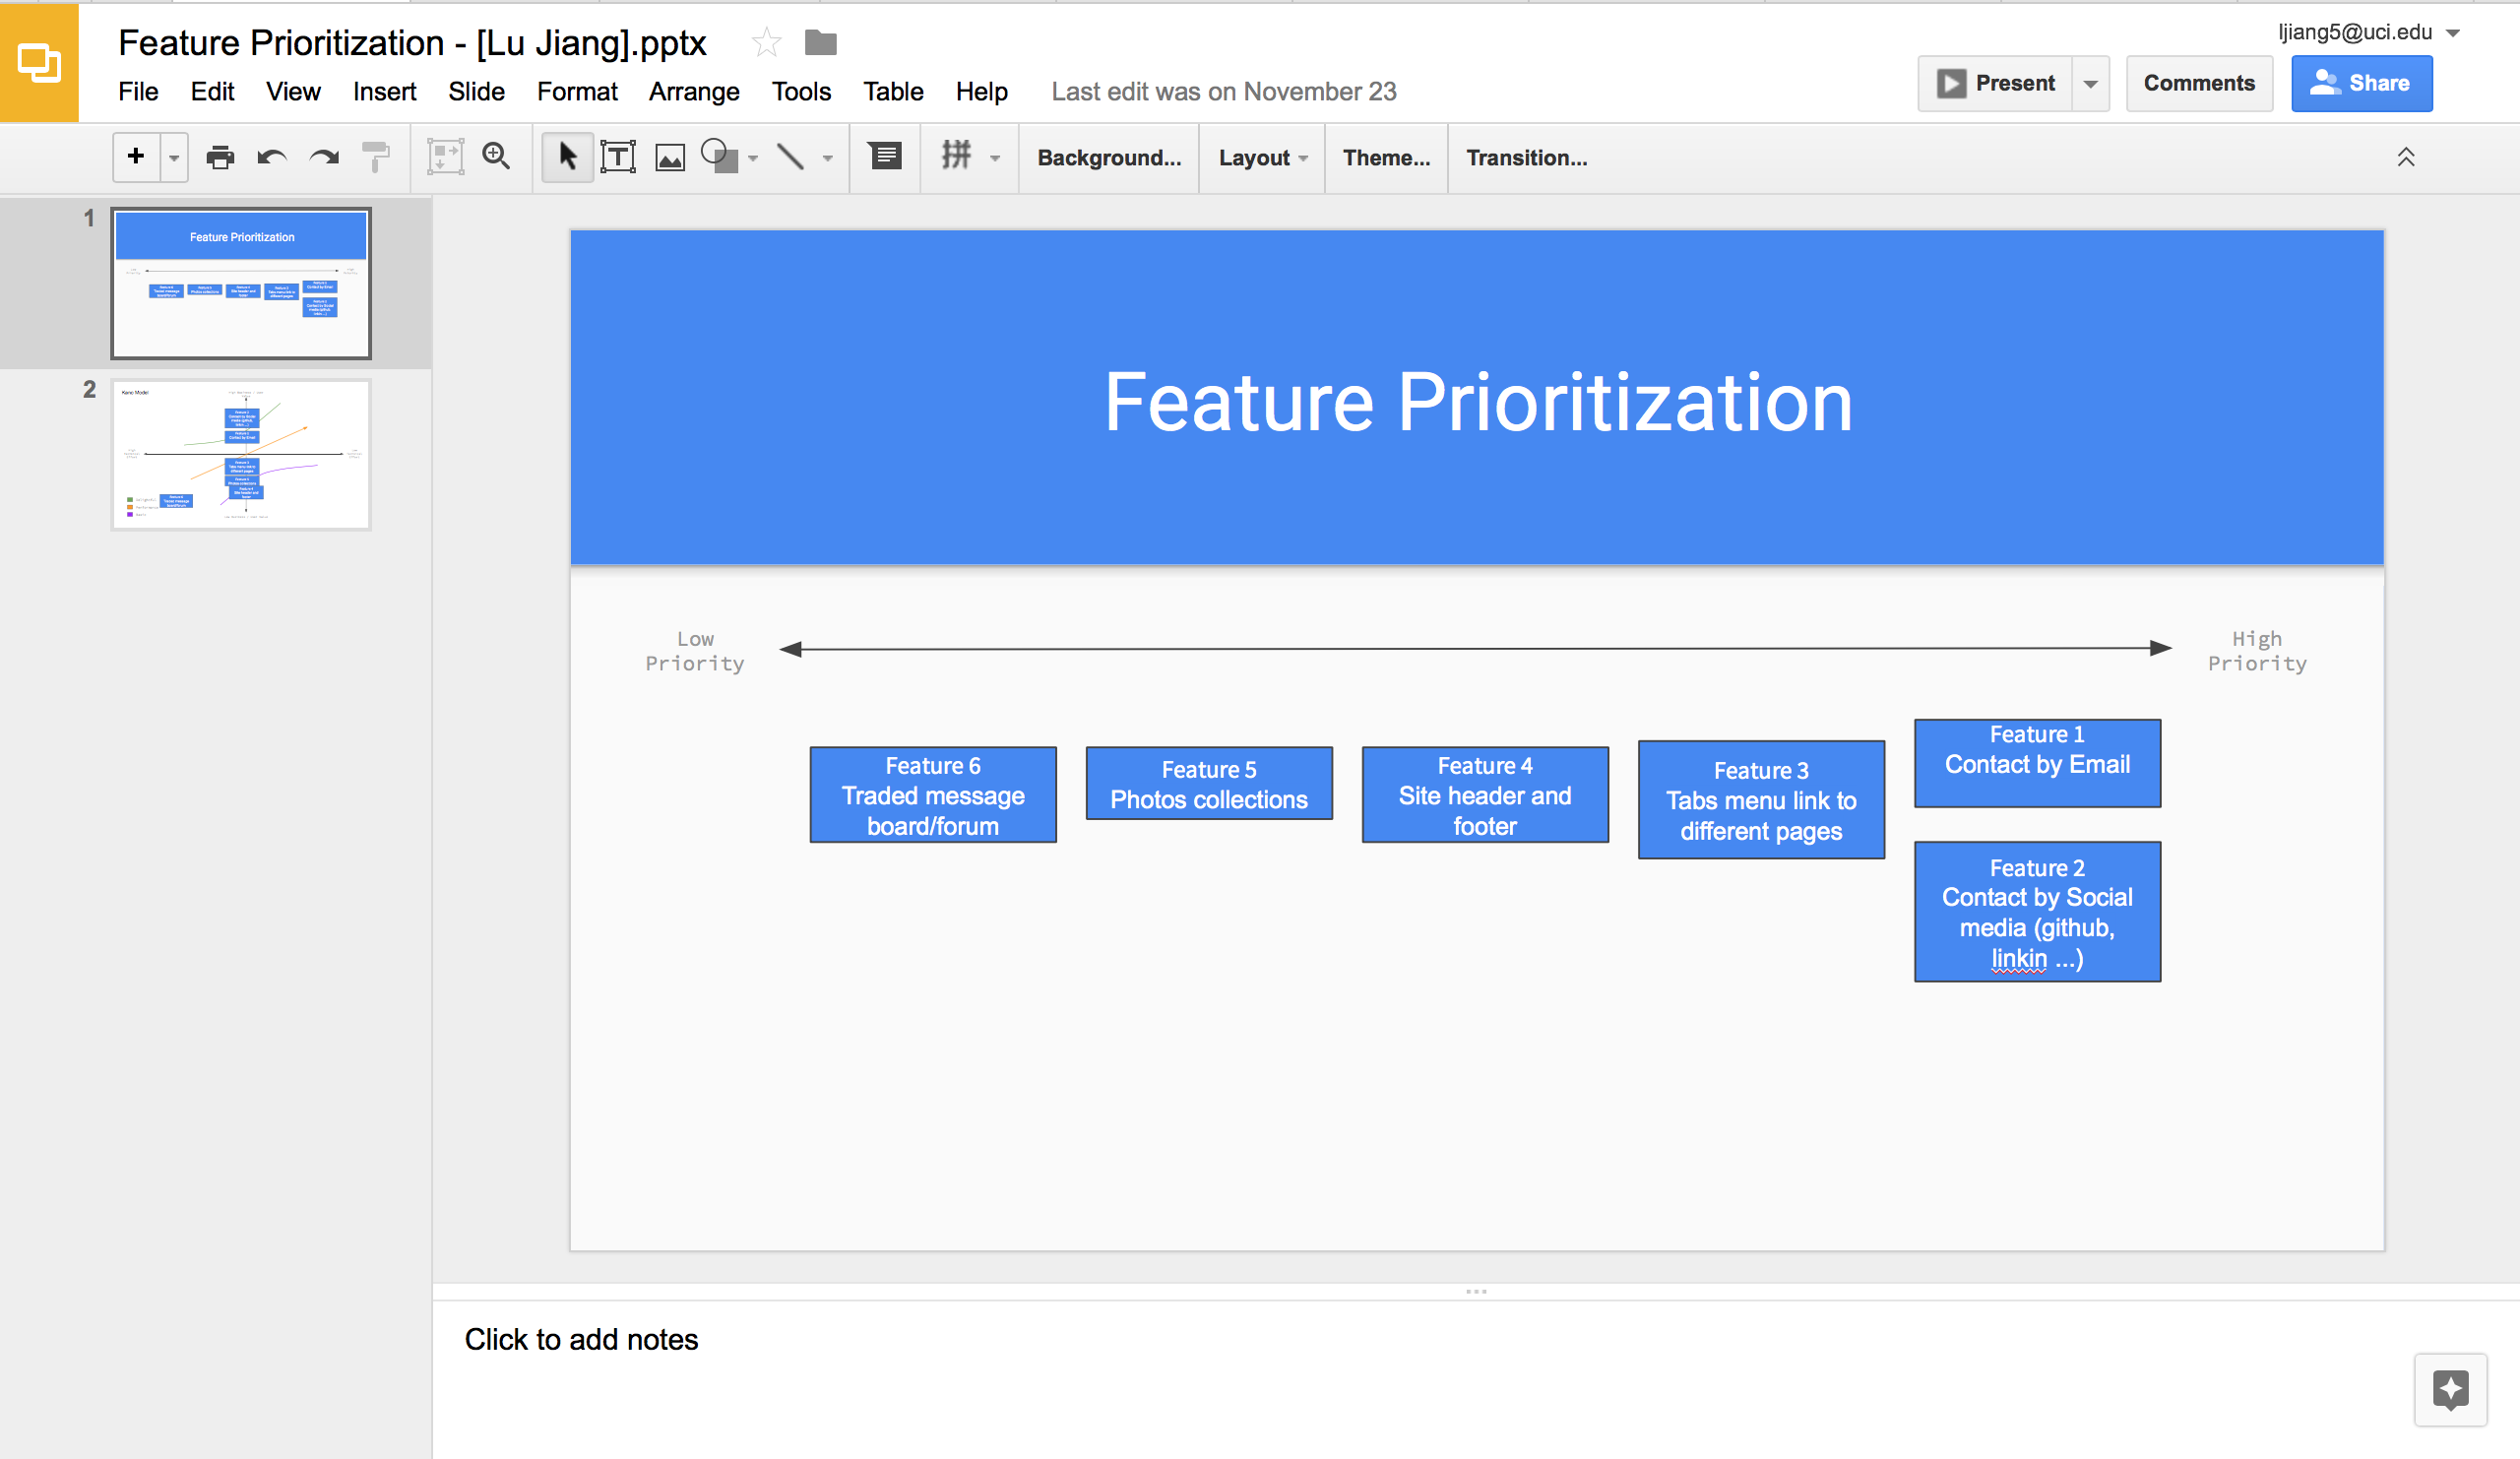 Feature Prioritization - [Lu Jiang].pptx
ljiang5@uci.edu
File Edit View Insert Slide Format Arrange Tools Table Help Last edit was on November 23
Present
Comments
Share
Background...
Layout
Theme...
Transition...
1
Feature Prioritization
2
Kano Model
Feature Prioritization
Low
Priority
High
Priority
Feature 6
Traded message
board/forum
Feature 5
Photos collections
Feature 4
Site header and
footer
Feature 3
Tabs menu link to
different pages
Feature 1
Contact by Email
Feature 2
Contact by Social
media (github,
linkin ...)
Click to add notes